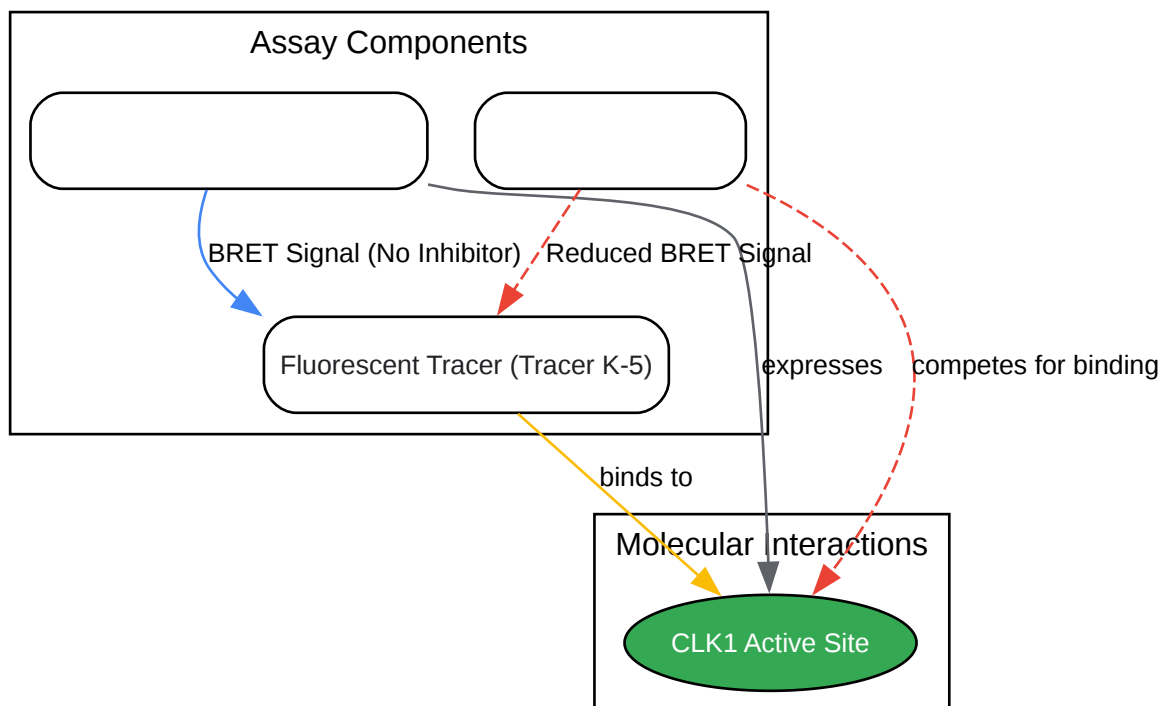 Assay Components
BRET Signal (No Inhibitor)
Reduced BRET Signal
Fluorescent Tracer (Tracer K-5)
expresses
competes for binding
binds to
Molecular Interactions
CLK1 Active Site